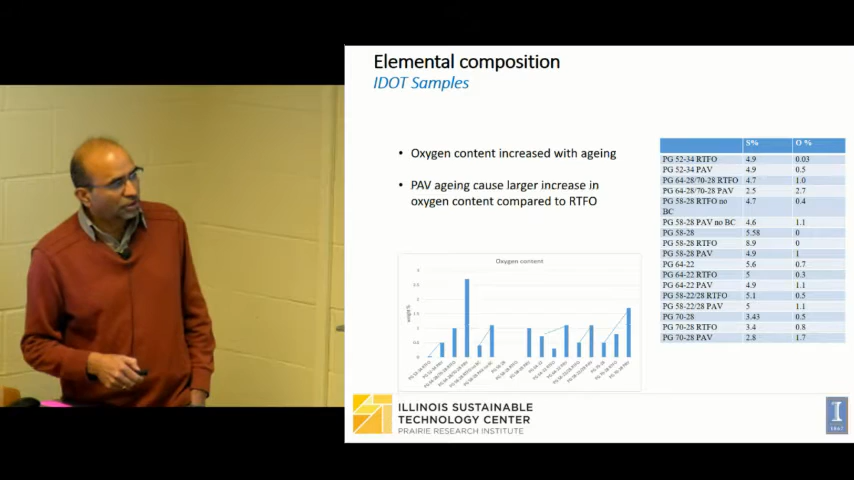 Elemental composition
IDOT Samples
• Oxygen content increased with ageing
• PAV ageing cause larger increase in
oxygen content compared to RTFO
S% O %
PG 52-34 RTFO 4.9 0.03
PG 52-34 PAV 4.9 0.5
PG 64-28/70-28 RTFO 4.7 1.0
PG 64-28/70-28 PAV 2.5 2.7
PG 58-28 RTFO no BC 4.7 0.4
PG 58-28 PAV no BC 4.6 1.1
PG 58-28 5.58 0
PG 58-28 RTFO 8.9 0
PG 58-28 PAV 4.9 1
PG 64-22 5.6 0.7
PG 64-22 RTFO 5 0.3
PG 64-22 PAV 4.9 1.1
PG 58-22/28 RTFO 5.1 0.5
PG 58-22/28 PAV 5 1.1
PG 70-28 3.43 0.5
PG 70-28 RTFO 3.4 0.8
PG 70-28 PAV 2.8 1.7
Oxygen content
ILLINOIS SUSTAINABLE
TECHNOLOGY CENTER
PRAIRIE RESEARCH INSTITUTE